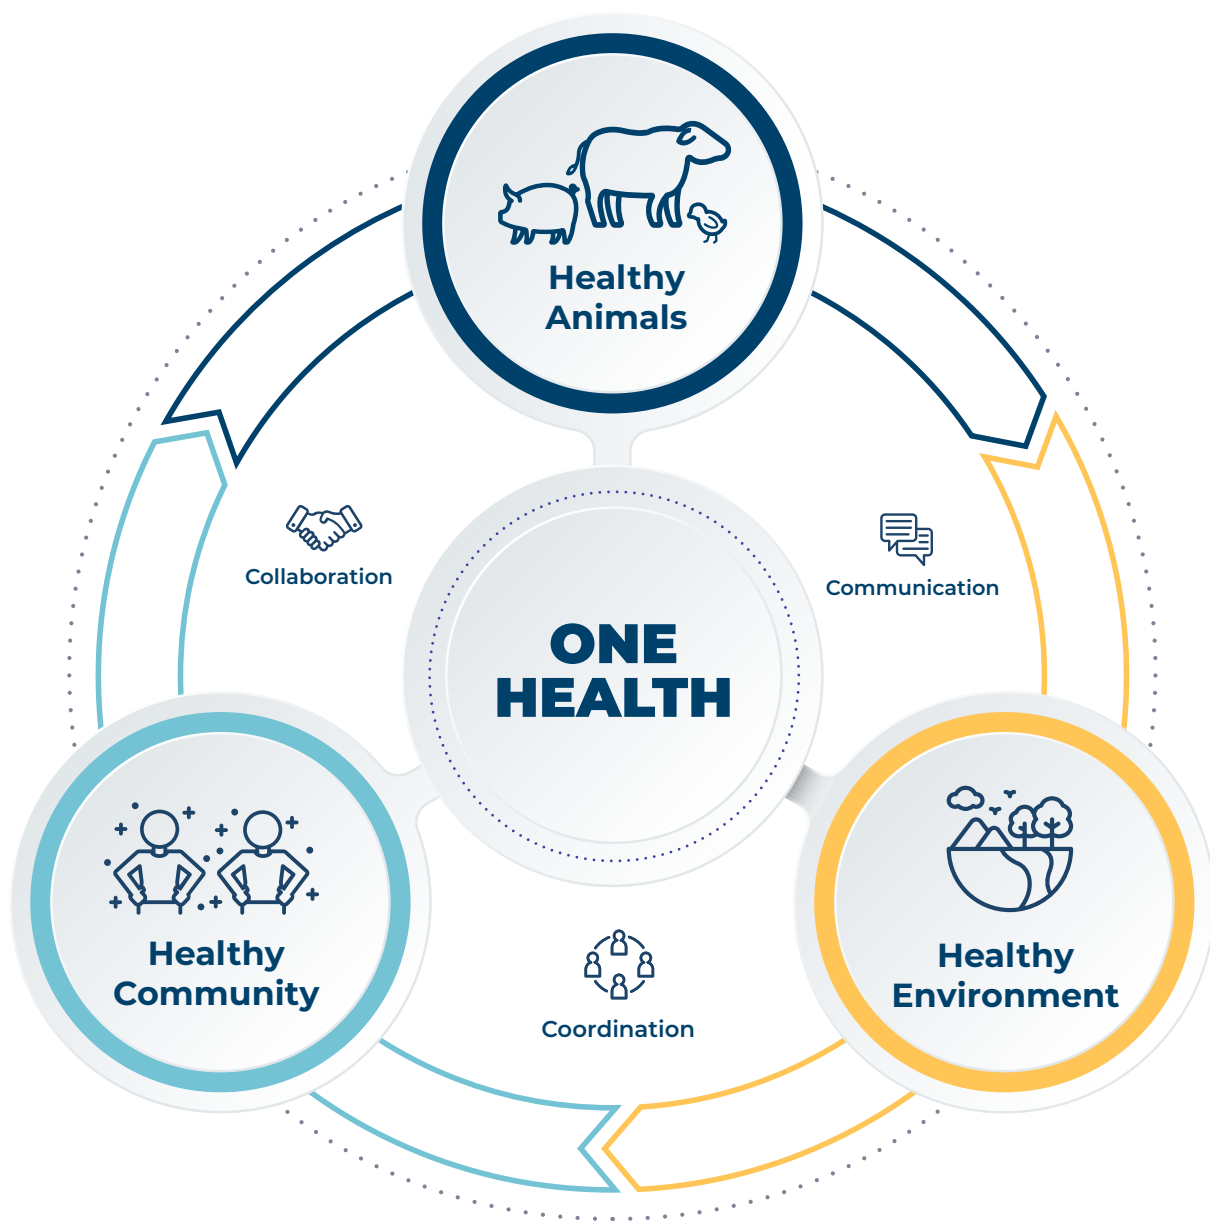 Healthy
Animals
Collaboration
Communication
ONE
HEALTH
Healthy
Community
Healthy
Environment
Coordination